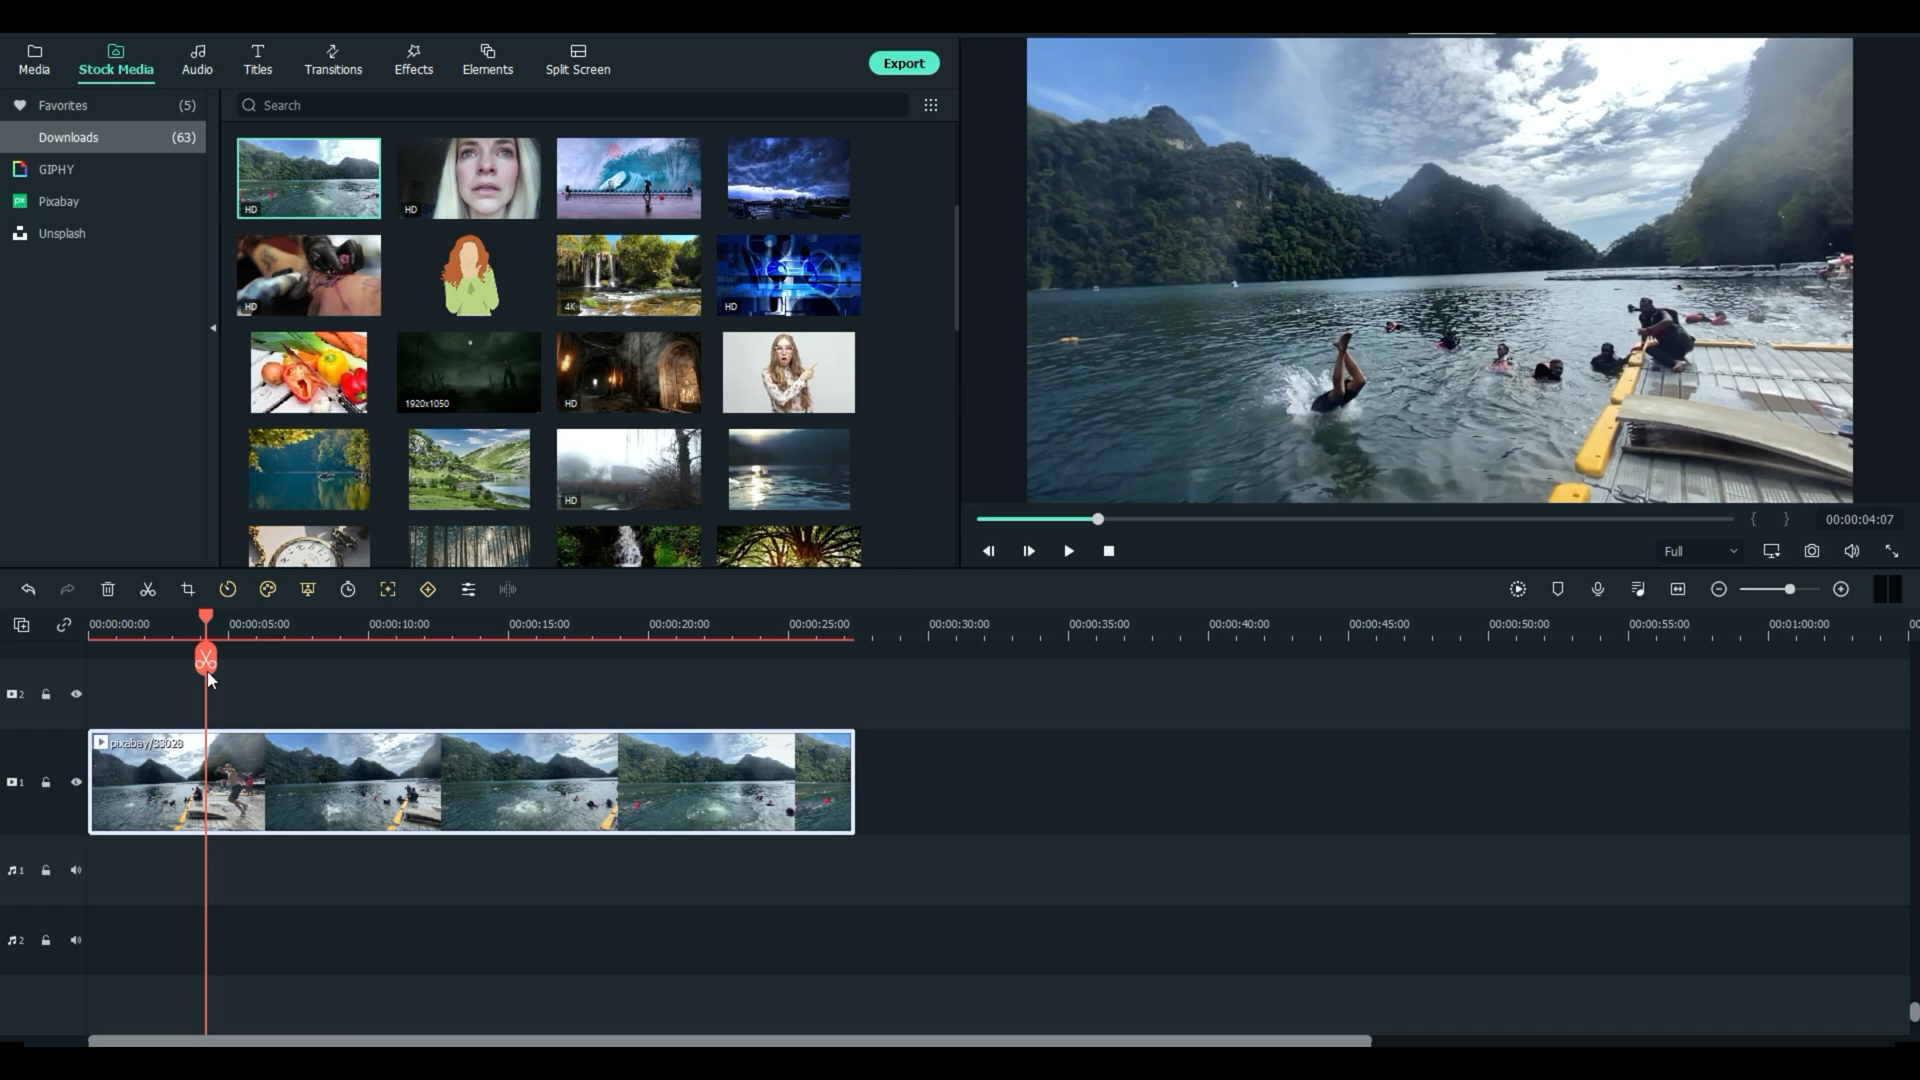 Media
Stock Media
Audio
Titles
Transitions
Effects
Elements
Split Screen
Export
Favorites (5)
Downloads (63)
GIPHY
px Pixabay
Unsplash
Search
HD
HD
HD
4K
HD
1920x1050
HD
HD
{ } 00:00:04:07
Full
00:00:00:00 00:00:05:00 00:00:10:00 00:00:15:00 00:00:20:00 00:00:25:00 00:00:30:00 00:00:35:00 00:00:40:00 00:00:45:00 00:00:50:00 00:00:55:00 00:01:00:00 00
2
1
pixabay/33028
1
2